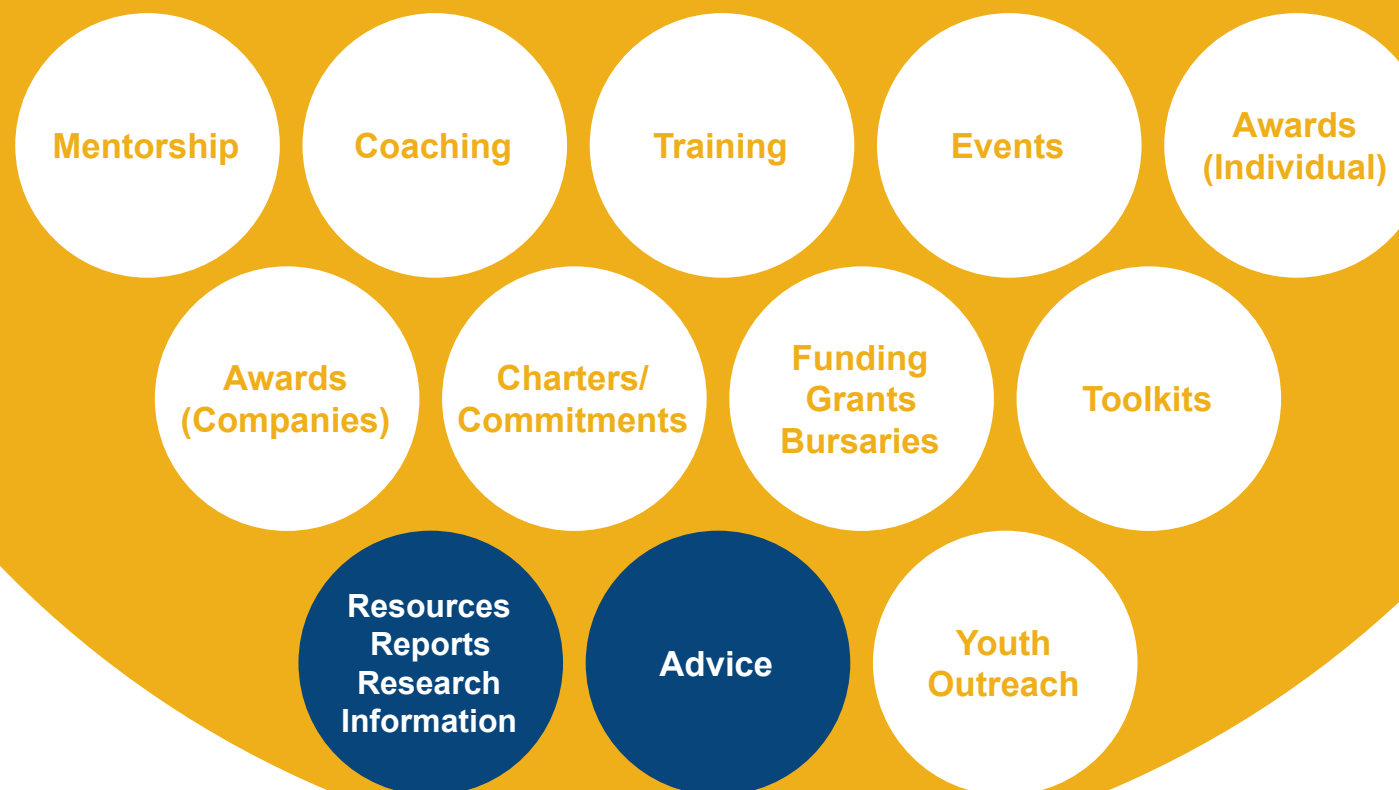 Mentorship
Coaching
Training
Events
Awards
(Individual)
Awards
(Companies)
Charters/
Commitments
Funding
Grants
Bursaries
Toolkits
Resources
Reports
Research
Information
Advice
Youth
Outreach